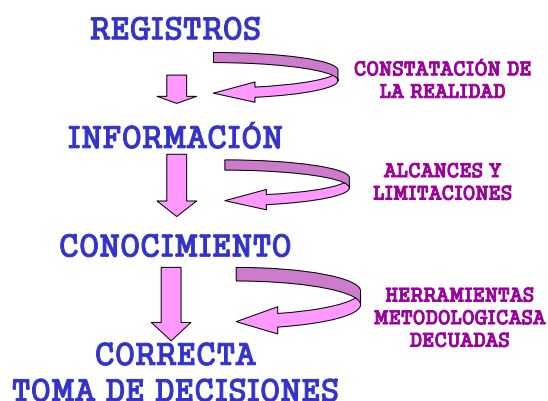 REGISTROS
CONSTATACIÓN DE
LA REALIDAD
INFORMACIÓN
ALCANCES Y
LIMITACIONES
CONOCIMIENTO
HERRAMIENTAS
METODOLOGICASA
DECUADAS
CORRECTA
TOMA DE DECISIONES